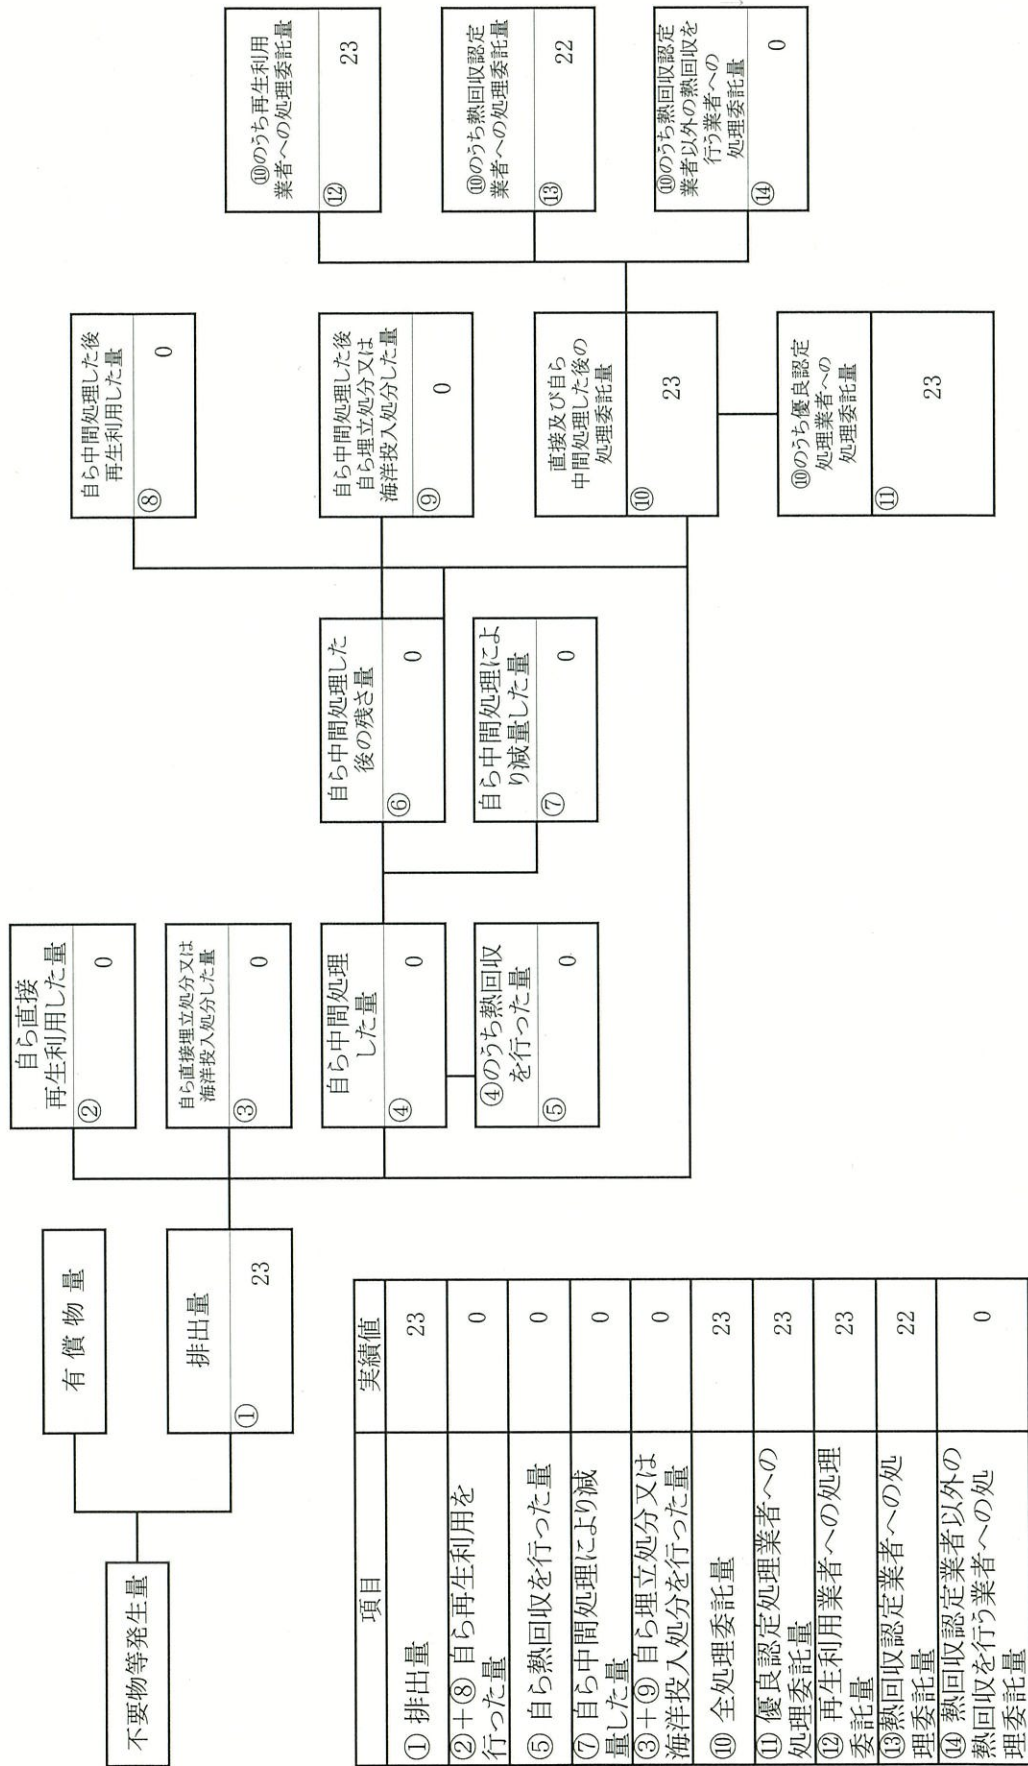 不要物等発生量
有 償 物 量
排出量
① 23
自ら直接
再生利用した量
② 0
自ら直接埋立処分又は
海洋投入処分した量
③ 0
自ら中間処理
した量
④ 0
④のうち熱回収
を行った量
⑤ 0
自ら中間処理した
後の残さ量
⑥ 0
自ら中間処理によ
り減量した量
⑦ 0
自ら中間処理した後
再生利用した量
⑧ 0
自ら中間処理した後
自ら埋立処分又は
海洋投入処分した量
⑨ 0
直接及び自ら
中間処理した後の
処理委託量
⑩ 23
⑩のうち優良認定
処理業者への
処理委託量
⑪ 23
⑩のうち再生利用
業者への処理委託量
⑫ 23
⑩のうち熱回収認定
業者への処理委託量
⑬ 22
⑩のうち熱回収認定
業者以外の熱回収を
行う業者への
処理委託量
⑭ 0
項目 実績値
① 排出量 23
②+⑧ 自ら再生利用を
行った量 0
⑤ 自ら熱回収を行った量 0
⑦ 自ら中間処理により減
量した量 0
③+⑨ 自ら埋立処分又は
海洋投入処分を行った量 0
⑩ 全処理委託量 23
⑪ 優良認定処理業者への
処理委託量 23
⑫ 再生利用業者への処理
委託量 23
⑬熱回収認定業者への処
理委託量 22
⑭ 熱回収認定業者以外の
熱回収を行う業者への処
理委託量 0